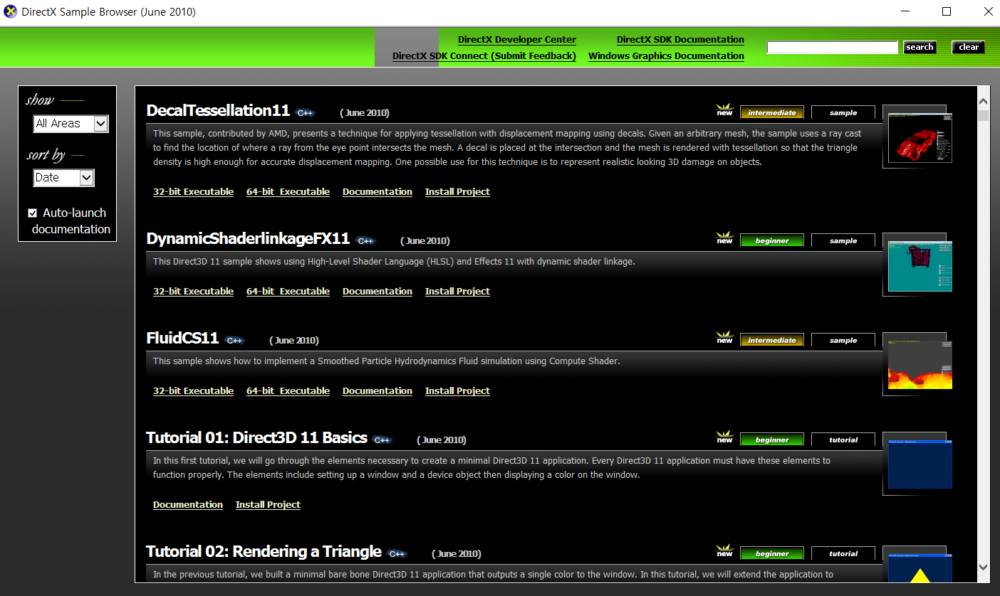 DirectX Sample Browser (June 2010)
DirectX Developer Center
DirectX SDK Documentation
DirectX SDK Connect (Submit Feedback)
Windows Graphics Documentation
search
clear
show
All Areas
sort by
Date
Auto-launch
documentation
DecalTessellation11 C++ ( June 2010) new intermediate sample
This sample, contributed by AMD, presents a technique for applying tessellation with displacement mapping using decals. Given an arbitrary mesh, the sample uses a ray cast
to find the location of where a ray from the eye point intersects the mesh. A decal is placed at the intersection and the mesh is rendered with tessellation so that the triangle
density is high enough for accurate displacement mapping. One possible use for this technique is to represent realistic looking 3D damage on objects.
32-bit Executable 64-bit Executable Documentation Install Project
DynamicShaderlinkageFX11 C++ ( June 2010) new beginner sample
This Direct3D 11 sample shows using High-Level Shader Language (HLSL) and Effects 11 with dynamic shader linkage.
32-bit Executable 64-bit Executable Documentation Install Project
FluidCS11 C++ ( June 2010) new intermediate sample
This sample shows how to implement a Smoothed Particle Hydrodynamics Fluid simulation using Compute Shader.
32-bit Executable 64-bit Executable Documentation Install Project
Tutorial 01: Direct3D 11 Basics C++ ( June 2010) new beginner tutorial
In this first tutorial, we will go through the elements necessary to create a minimal Direct3D 11 application. Every Direct3D 11 application must have these elements to
function properly. The elements include setting up a window and a device object then displaying a color on the window.
Documentation Install Project
Tutorial 02: Rendering a Triangle C++ ( June 2010) new beginner tutorial
In the previous tutorial, we built a minimal bare bone Direct3D 11 application that outputs a single color to the window. In this tutorial, we will extend the application to